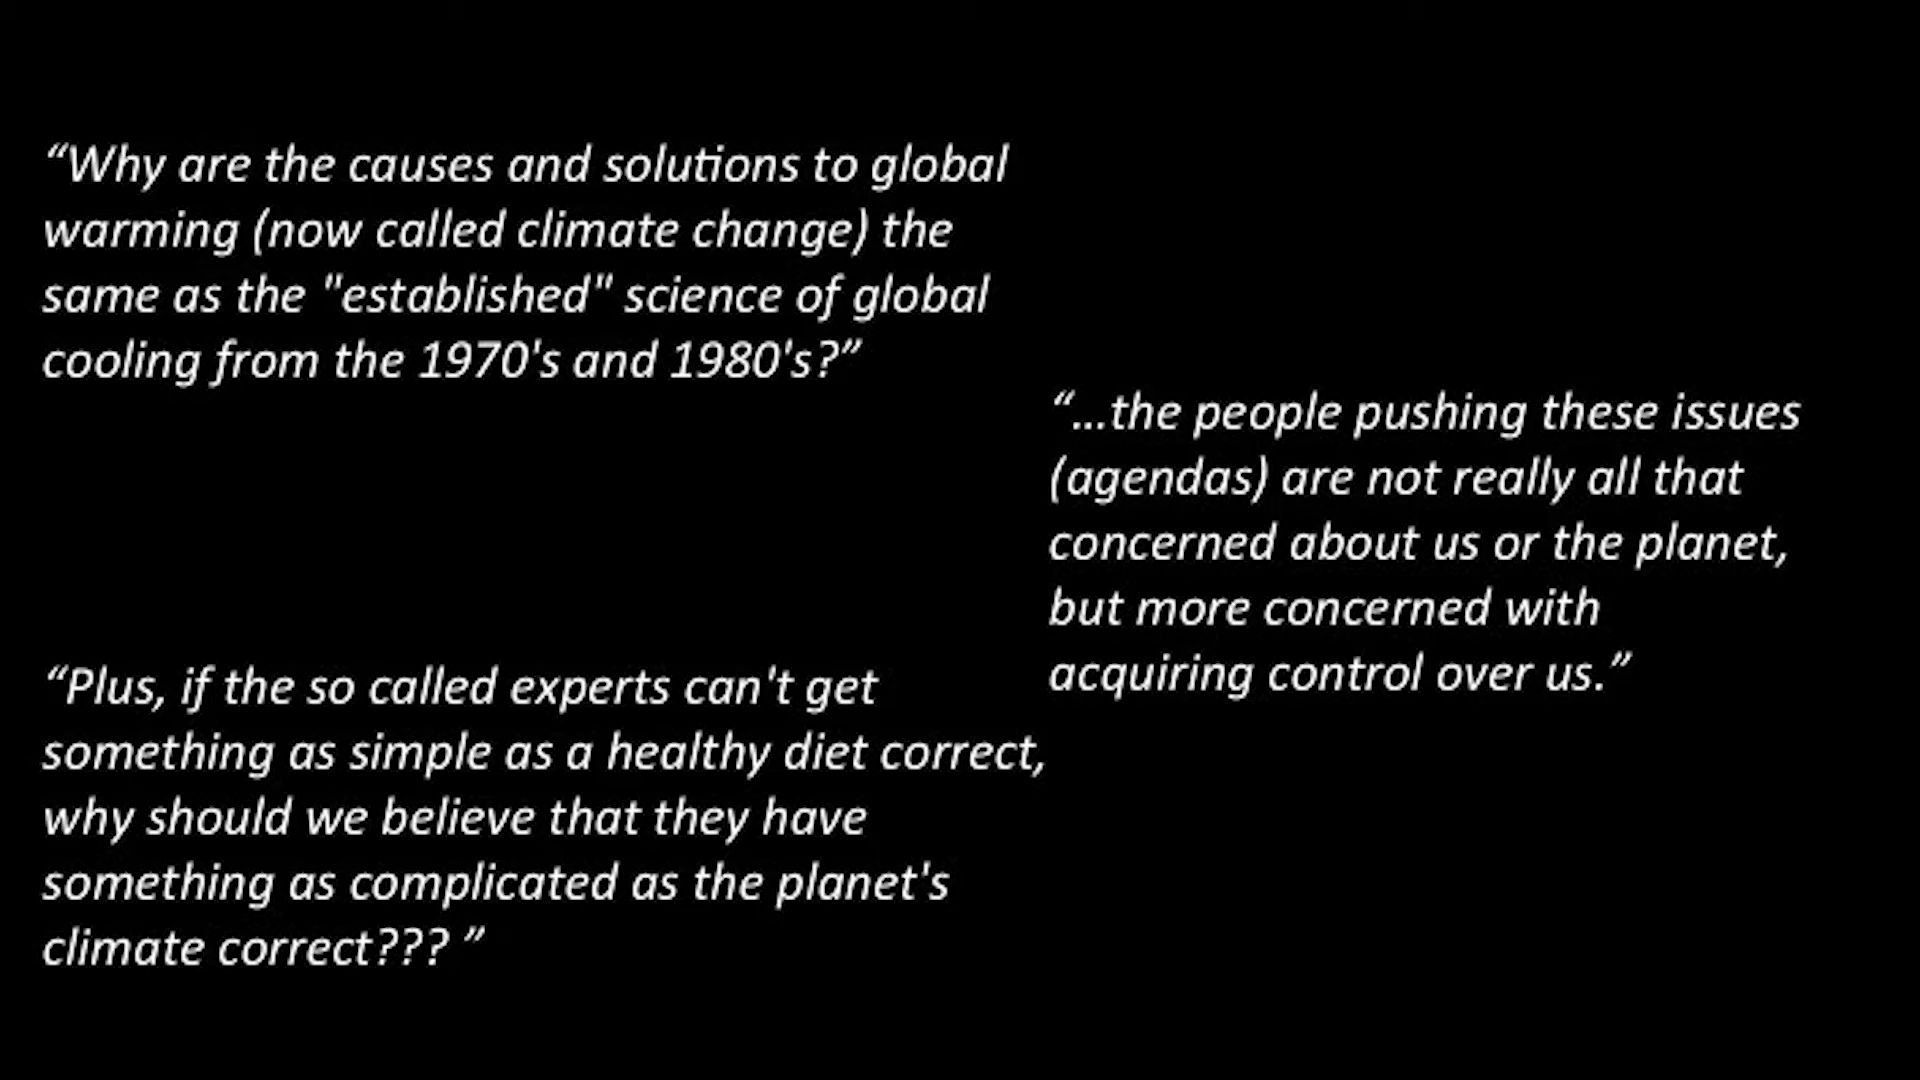 “Why are the causes and solutions to global
warming (now called climate change) the
same as the "established" science of global
cooling from the 1970's and 1980's?”
“...the people pushing these issues
(agendas) are not really all that
concerned about us or the planet,
but more concerned with
acquiring control over us.”
“Plus, if the so called experts can't get
something as simple as a healthy diet correct,
why should we believe that they have
something as complicated as the planet's
climate correct??? ”